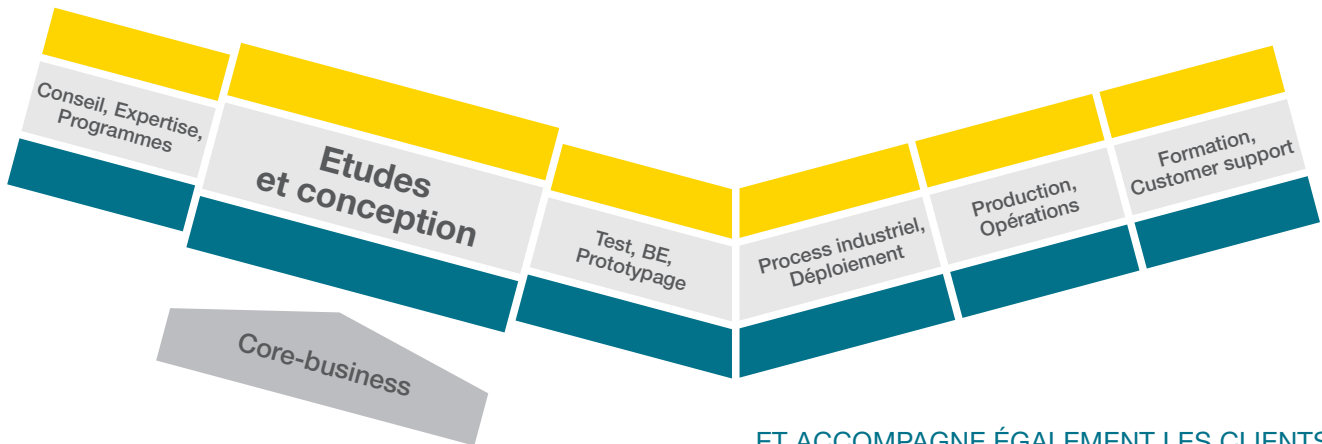 Conseil, Expertise,
Programmes
Etudes
et conception
Test, BE,
Prototypage
Process industriel,
Déploiement
Production,
Opérations
Formation,
Customer support
Core-business
ET ACCOMPAGNE ÉGALEMENT LES CLIENTS